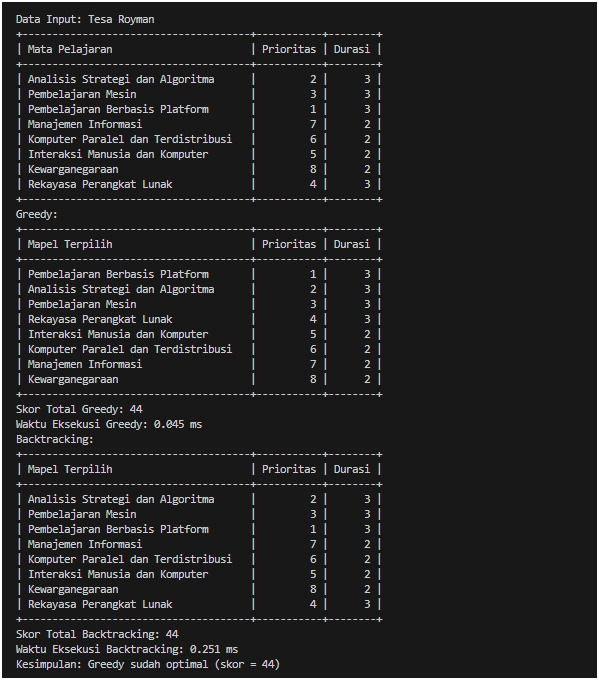 Data Input: Tesa Royman
+------------------------------------+-----------+--------+
| Mata Pelajaran                     | Prioritas | Durasi |
+------------------------------------+-----------+--------+
| Analisis Strategi dan Algoritma    |         2 |      3 |
| Pembelajaran Mesin                 |         3 |      3 |
| Pembelajaran Berbasis Platform     |         1 |      3 |
| Manajemen Informasi                |         7 |      2 |
| Komputer Paralel dan Terdistribusi |         6 |      2 |
| Interaksi Manusia dan Komputer     |         5 |      2 |
| Kewarganegaraan                    |         8 |      2 |
| Rekayasa Perangkat Lunak           |         4 |      3 |
+------------------------------------+-----------+--------+
Greedy:
+------------------------------------+-----------+--------+
| Mapel Terpilih                     | Prioritas | Durasi |
+------------------------------------+-----------+--------+
| Pembelajaran Berbasis Platform     |         1 |      3 |
| Analisis Strategi dan Algoritma    |         2 |      3 |
| Pembelajaran Mesin                 |         3 |      3 |
| Rekayasa Perangkat Lunak           |         4 |      3 |
| Interaksi Manusia dan Komputer     |         5 |      2 |
| Komputer Paralel dan Terdistribusi |         6 |      2 |
| Manajemen Informasi                |         7 |      2 |
| Kewarganegaraan                    |         8 |      2 |
+------------------------------------+-----------+--------+
Skor Total Greedy: 44
Waktu Eksekusi Greedy: 0.045 ms
Backtracking:
+------------------------------------+-----------+--------+
| Mapel Terpilih                     | Prioritas | Durasi |
+------------------------------------+-----------+--------+
| Analisis Strategi dan Algoritma    |         2 |      3 |
| Pembelajaran Mesin                 |         3 |      3 |
| Pembelajaran Berbasis Platform     |         1 |      3 |
| Manajemen Informasi                |         7 |      2 |
| Komputer Paralel dan Terdistribusi |         6 |      2 |
| Interaksi Manusia dan Komputer     |         5 |      2 |
| Kewarganegaraan                    |         8 |      2 |
| Rekayasa Perangkat Lunak           |         4 |      3 |
+------------------------------------+-----------+--------+
Skor Total Backtracking: 44
Waktu Eksekusi Backtracking: 0.251 ms
Kesimpulan: Greedy sudah optimal (skor = 44)